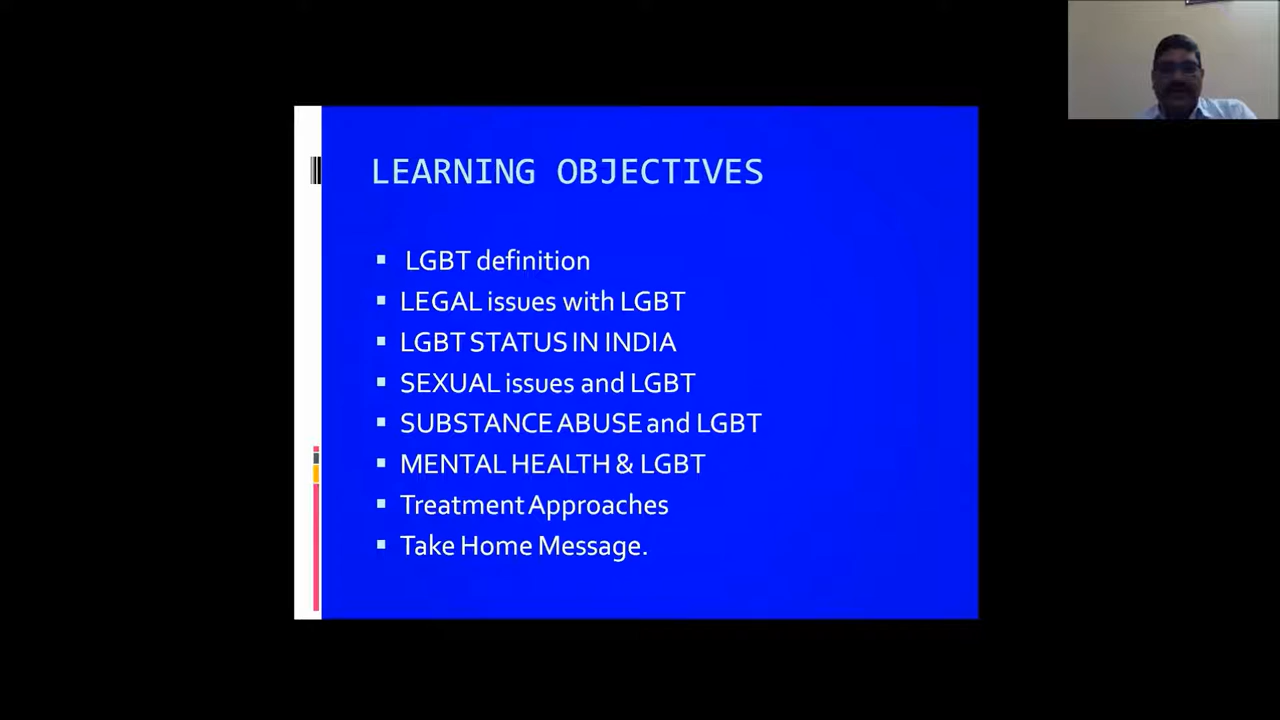 LEARNING OBJECTIVES
LGBT definition
LEGAL issues with LGBT
LGBT STATUS IN INDIA
SEXUAL issues and LGBT
SUBSTANCE ABUSE and LGBT
MENTAL HEALTH & LGBT
Treatment Approaches
Take Home Message.